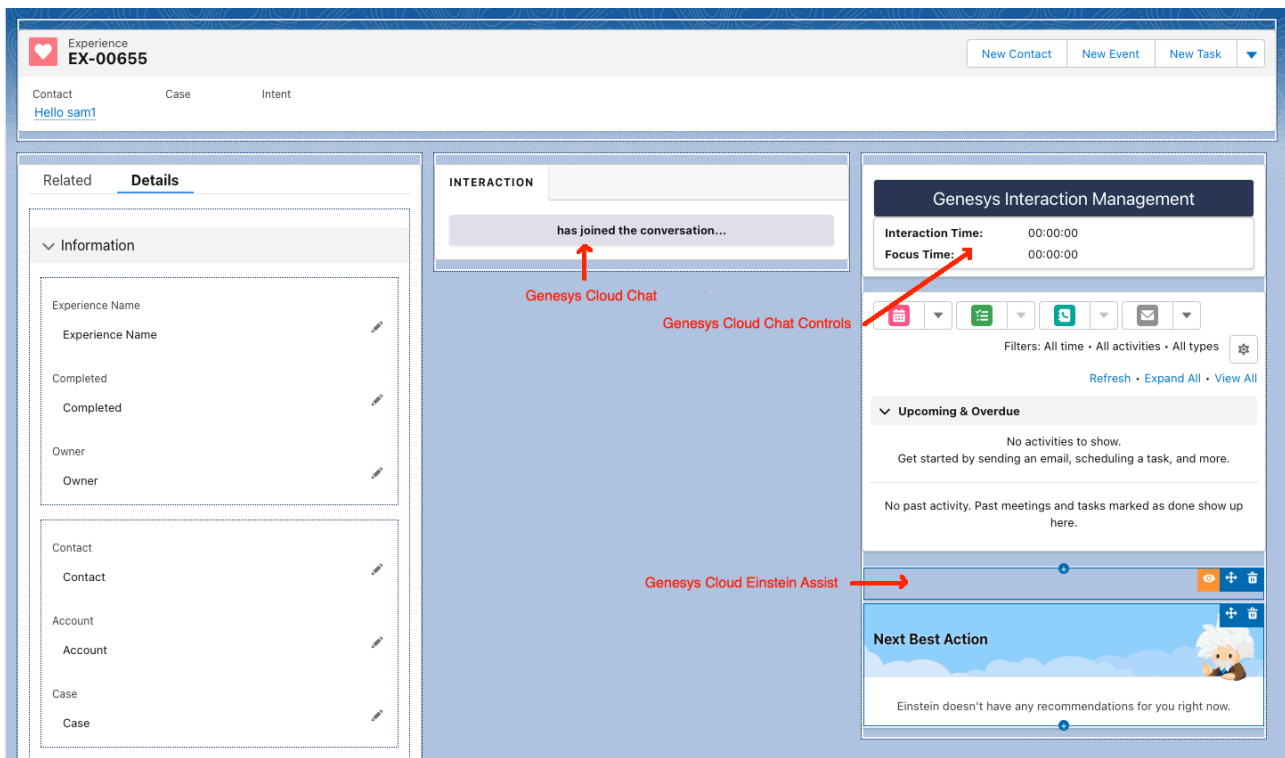 Experience
EX-00655
New Contact
New Event
New Task
Contact
Case
Intent
Hello sam1
Related
Details
Information
Experience Name
Experience Name
Completed
Completed
Owner
Owner
Contact
Contact
Account
Account
Case
Case
INTERACTION
has joined the conversation...
Genesys Cloud Chat
Genesys Cloud Chat Controls
Genesys Cloud Einstein Assist
Genesys Interaction Management
Interaction Time: 00:00:00
Focus Time: 00:00:00
Filters: All time • All activities • All types
Refresh • Expand All • View All
Upcoming & Overdue
No activities to show.
Get started by sending an email, scheduling a task, and more.
No past activity. Past meetings and tasks marked as done show up
here.
Next Best Action
Einstein doesn't have any recommendations for you right now.